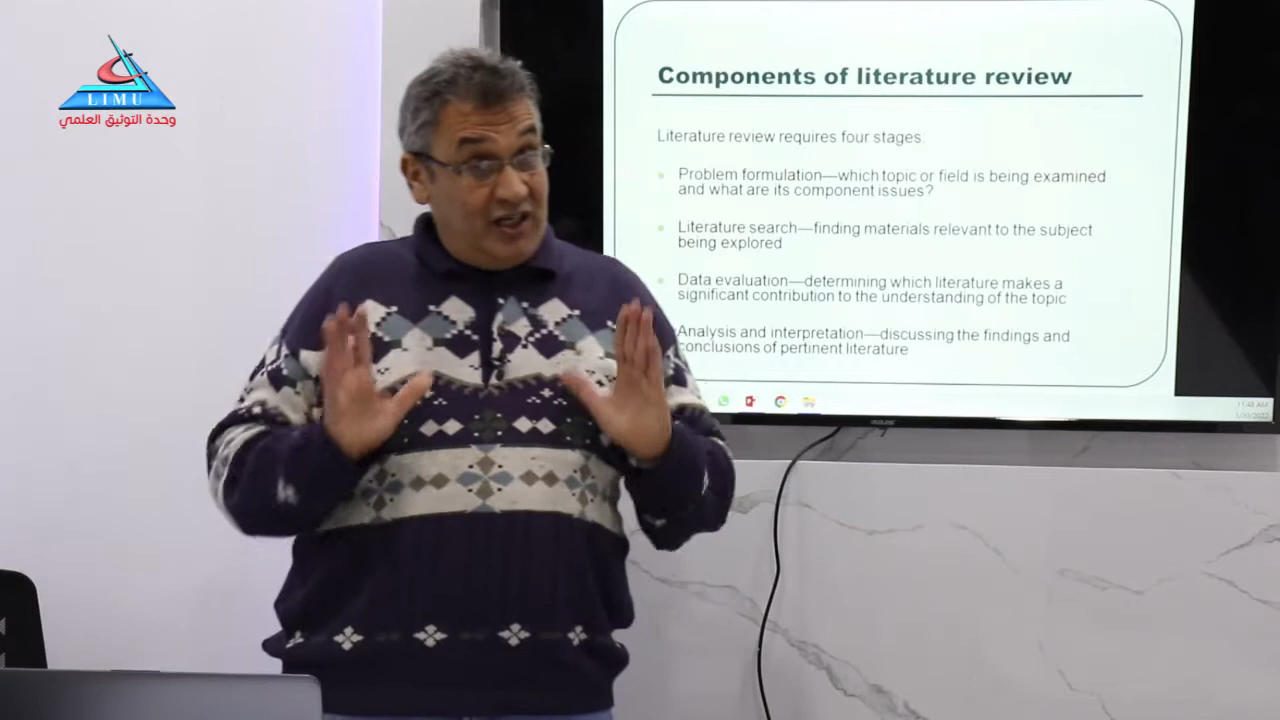 LIMU
وحدة التوثيق العلمي
Components of literature review
Literature review requires four stages:
Problem formulation—which topic or field is being examined
and what are its component issues?
Literature search—finding materials relevant to the subject
being explored
Data evaluation—determining which literature makes a
significant contribution to the understanding of the topic
Analysis and interpretation—discussing the findings and
conclusions of pertinent literature
11:48 AM